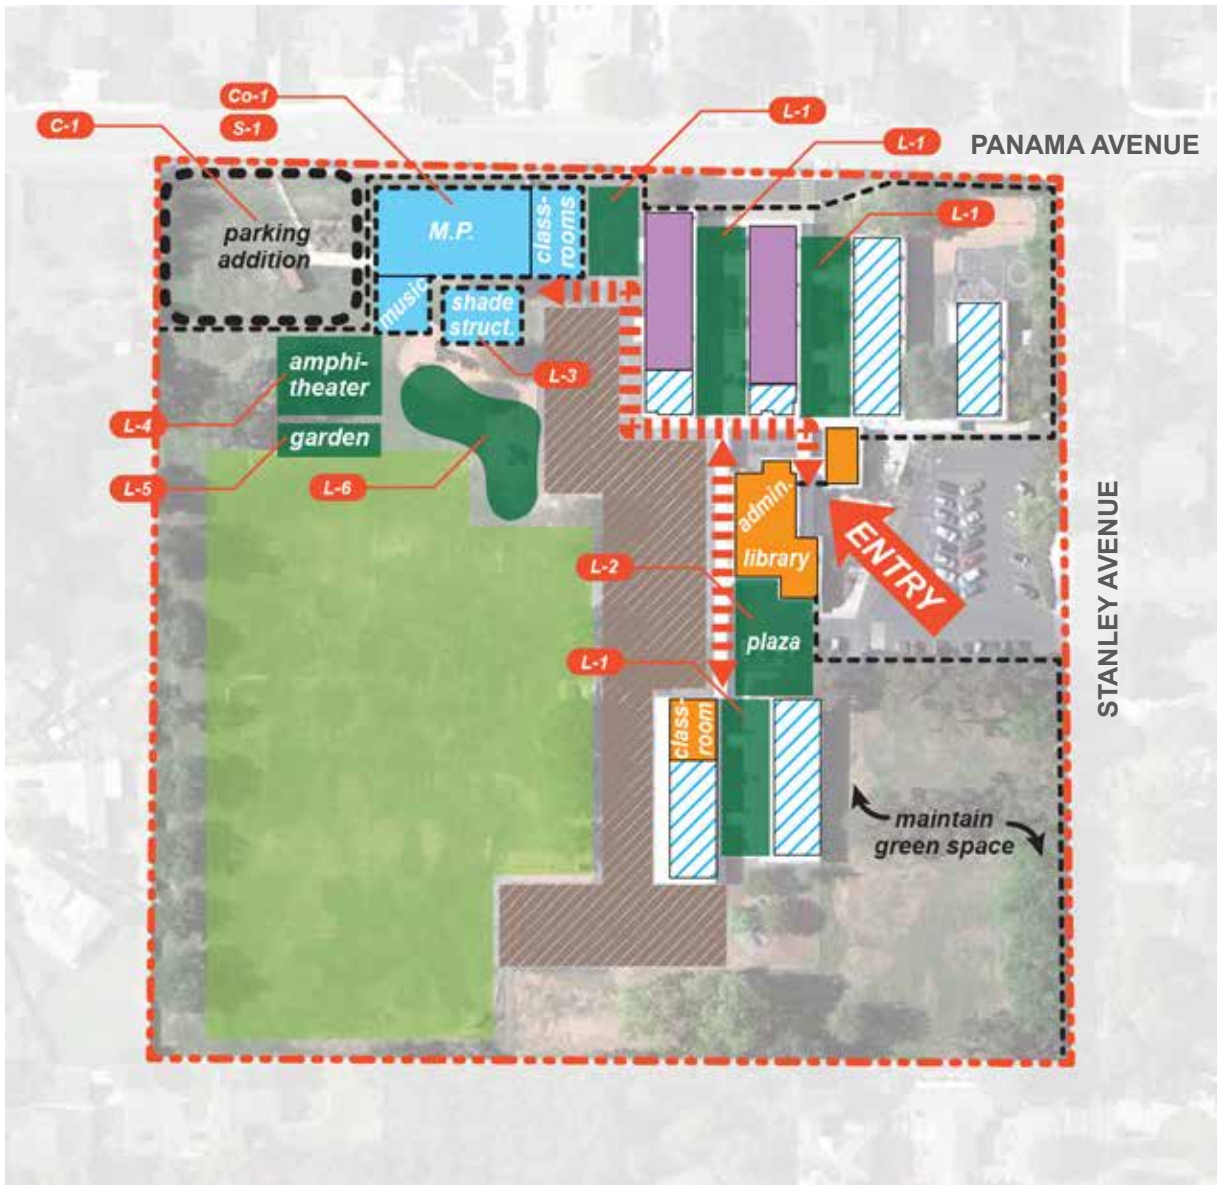 Co-1
L-1
C-1
S-1
L-1
PANAMA AVENUE
L-1
parking
addition
M.P.
class-
rooms
music
shade
struct.
amphi-
theater
L-3
L-4
garden
L-5
L-6
admin.
library
ENTRY
STANLEY AVENUE
L-2
plaza
L-1
class-
room
maintain
green space